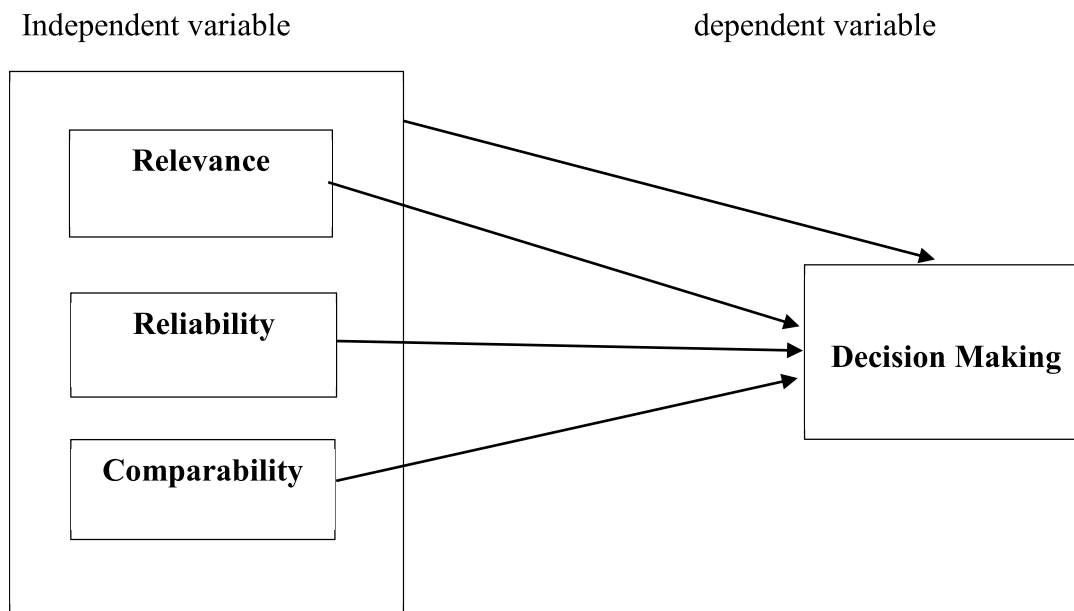 Independent variable
dependent variable
Relevance
Reliability
Comparability
Decision Making